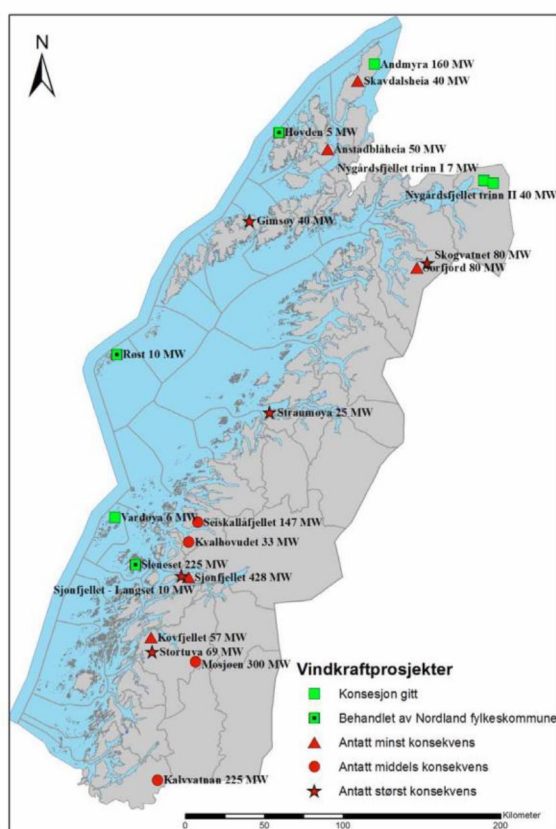 N
Andmyra 160 MW
Skavdalsheia 40 MW
Hovden 5 MW
Ånstadblåheia 50 MW
Nygårdsfjellet trinn I 7 MW
Nygårdsfjellet trinn II 40 MW
Gimsøy 40 MW
Skogvatnet 80 MW
Sørfjord 80 MW
Røst 10 MW
Straumøya 25 MW
Vardøya 6 MW
Seiskallåfjellet 147 MW
Kvalhovudet 33 MW
Sleneset 225 MW
Sjonfjellet 428 MW
Sjonfjellet - Langset 10 MW
Kovfjellet 57 MW
Stortuva 69 MW
Mosjøen 300 MW
Kalvvatnan 225 MW
Vindkraftprosjekter
Konsesjon gitt
Behandlet av Nordland fylkeskommune
Antatt minst konsekvens
Antatt middels konsekvens
Antatt størst konsekvens
Kilometer
0 50 100 200